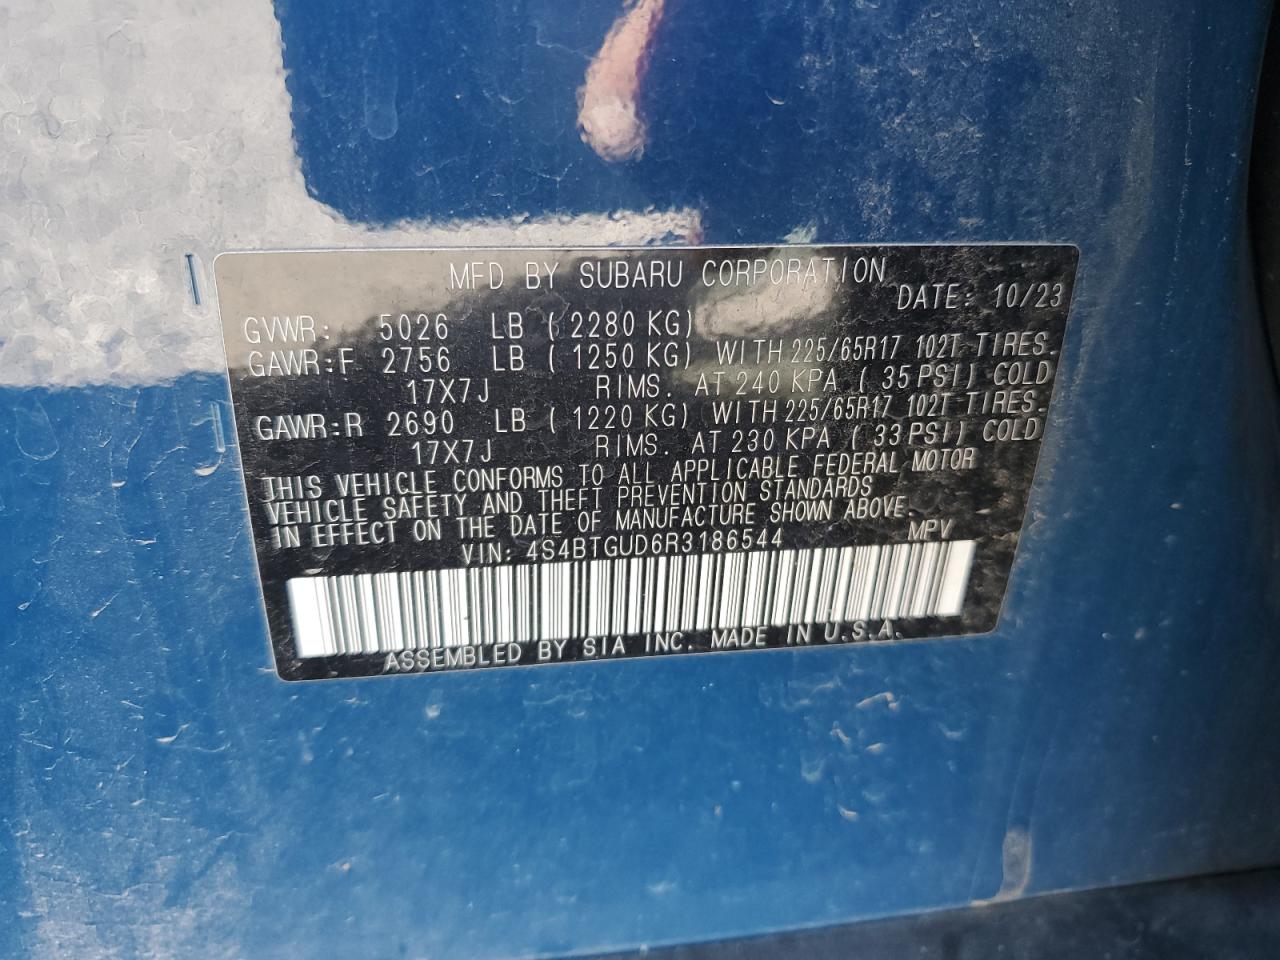 MFD BY SUBARU CORPORATION
DATE: 10/23
GVWR: 5026 LB ( 2280 KG)
GAWR:F 2756 LB ( 1250 KG) WITH 225/65R17 102T TIRES.
17X7J RIMS. AT 240 KPA ( 35 PSI) COLD
GAWR:R 2690 LB ( 1220 KG) WITH 225/65R17 102T TIRES.
17X7J RIMS. AT 230 KPA ( 33 PSI) COLD
THIS VEHICLE CONFORMS TO ALL APPLICABLE FEDERAL MOTOR
VEHICLE SAFETY AND THEFT PREVENTION STANDARDS
IN EFFECT ON THE DATE OF MANUFACTURE SHOWN ABOVE.
VIN: 4S4BTGUD6R3186544 MPV
ASSEMBLED BY SIA INC. MADE IN U.S.A.